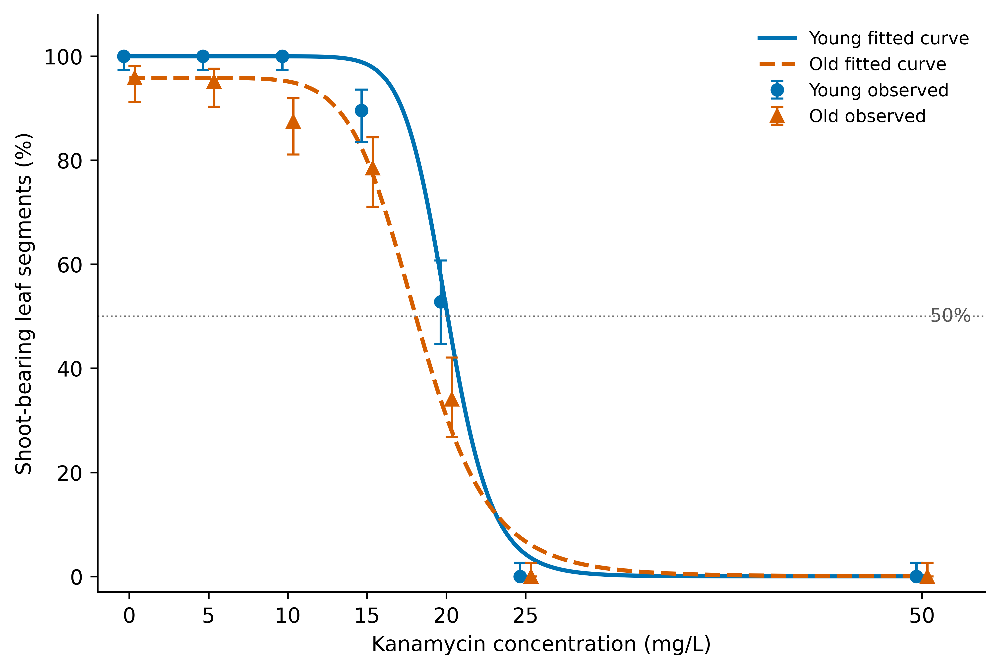 Young fitted curve
Old fitted curve
Young observed
Old observed
Shoot-bearing leaf segments (%)
100
80
60
40
20
0
50%
0 5 10 15 20 25 50
Kanamycin concentration (mg/L)